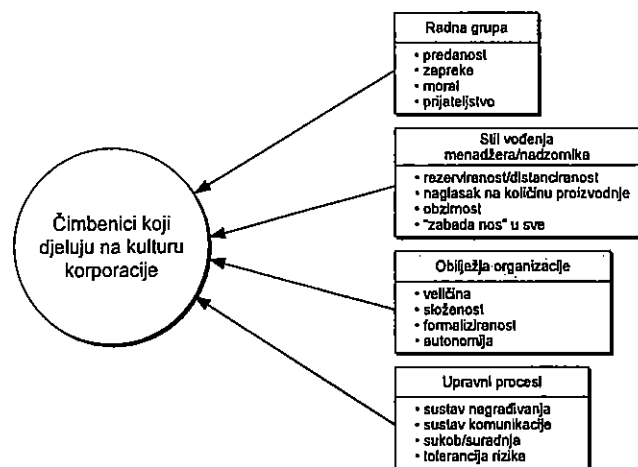 Čimbenici koji
djeluju na kulturu
korporacije
Radna grupa
• predanost
• zapreke
• moral
• prijateljstvo
Stil vođenja
menadžera/nadzornika
• rezerviranost/distanciranost
• naglasak na količinu proizvodnje
• obzirnost
• "zabada nos" u sve
Obilježja organizacije
• veličina
• složenost
• formaliziranost
• autonomija
Upravni procesi
• sustav nagrađivanja
• sustav komunikacije
• sukob/suradnja
• tolerancija rizika